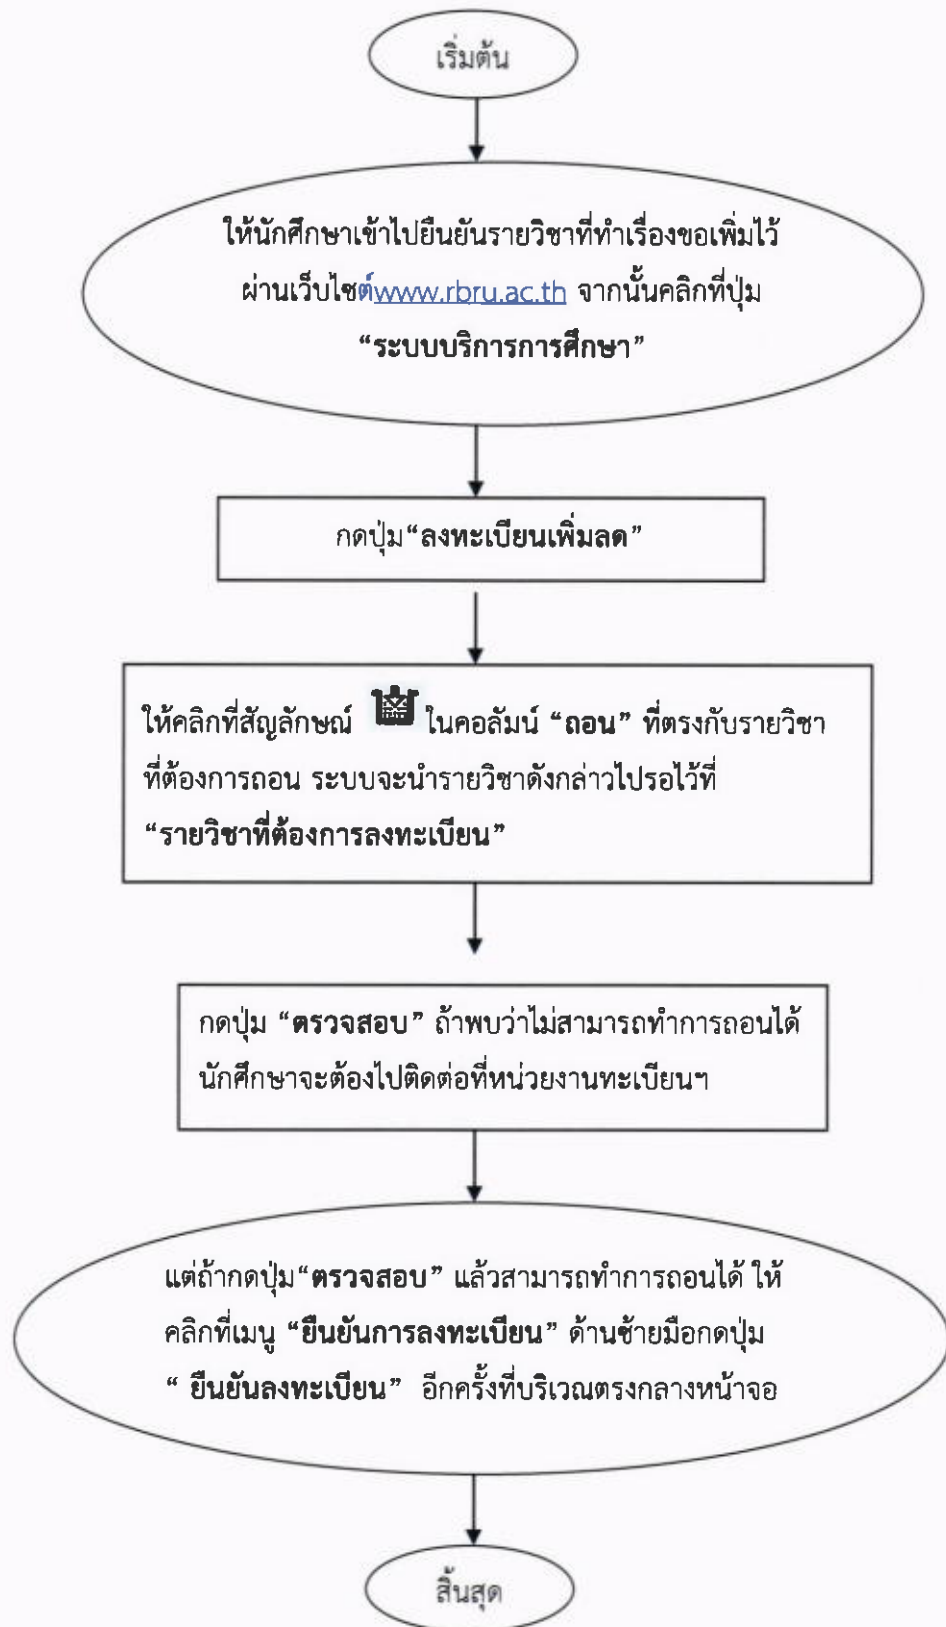 เริ่มต้น
ให้นักศึกษาเข้าไปยืนยันรายวิชาที่ทำเรื่องขอเพิ่มไว้
ผ่านเว็บไซต์www.rbru.ac.th จากนั้นคลิกที่ปุ่ม
“ระบบบริการการศึกษา”
กดปุ่ม“ลงทะเบียนเพิ่มลด”
ให้คลิกที่สัญลักษณ์ ในคอลัมน์ “ถอน” ที่ตรงกับรายวิชา
ที่ต้องการถอน ระบบจะนำรายวิชาดังกล่าวไปรอไว้ที่
“รายวิชาที่ต้องการลงทะเบียน”
กดปุ่ม “ตรวจสอบ” ถ้าพบว่าไม่สามารถทำการถอนได้
นักศึกษาจะต้องไปติดต่อที่หน่วยงานทะเบียนฯ
แต่ถ้ากดปุ่ม“ตรวจสอบ” แล้วสามารถทำการถอนได้ ให้
คลิกที่เมนู “ยืนยันการลงทะเบียน” ด้านซ้ายมือกดปุ่ม
“ ยืนยันลงทะเบียน” อีกครั้งที่บริเวณตรงกลางหน้าจอ
สิ้นสุด